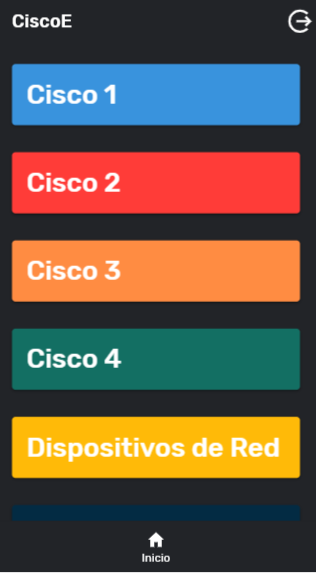 CiscoE
Cisco 1
Cisco 2
Cisco 3
Cisco 4
Dispositivos de Red
Inicio